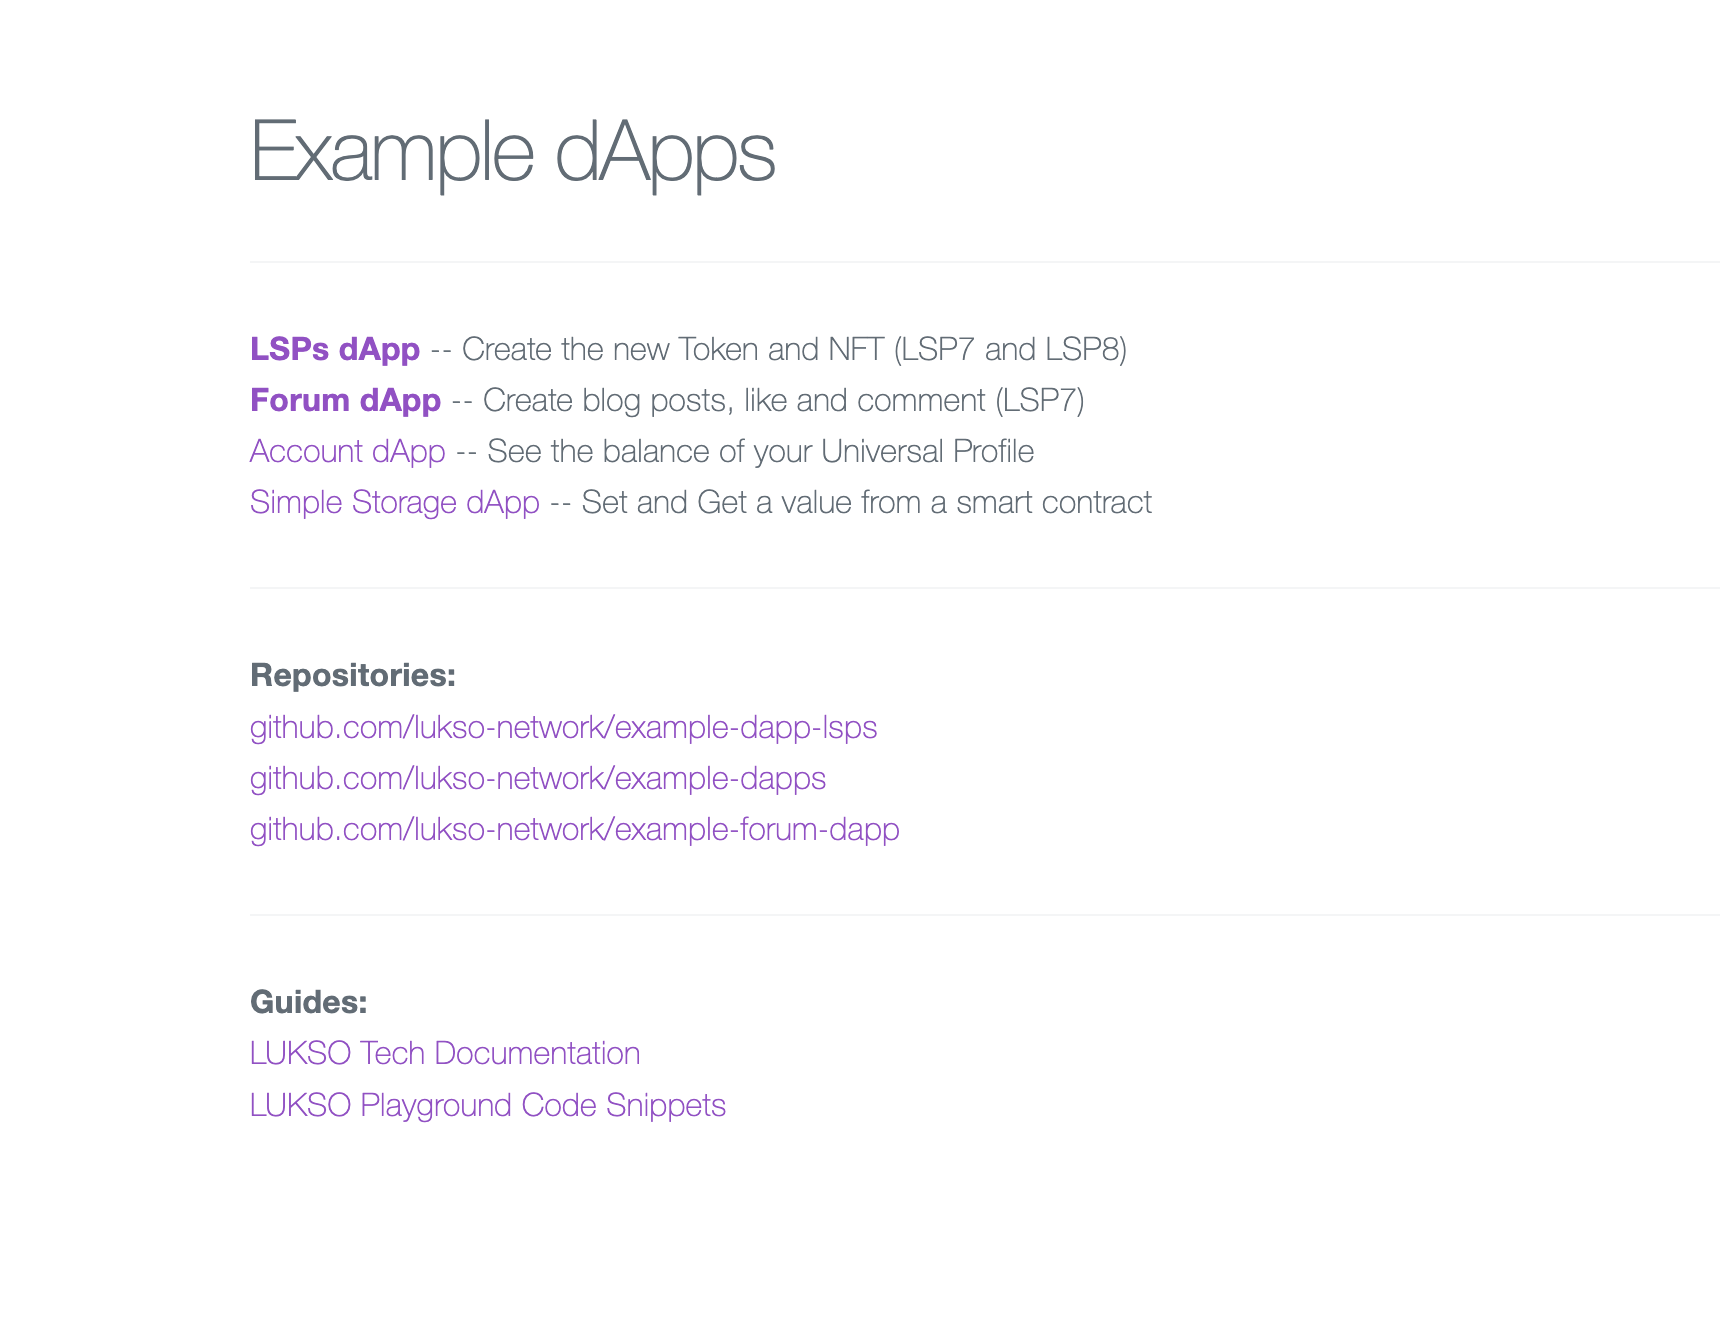 Example dApps
LSPs dApp -- Create the new Token and NFT (LSP7 and LSP8)
Forum dApp -- Create blog posts, like and comment (LSP7)
Account dApp -- See the balance of your Universal Profile
Simple Storage dApp -- Set and Get a value from a smart contract
Repositories:
github.com/lukso-network/example-dapp-lsps
github.com/lukso-network/example-dapps
github.com/lukso-network/example-forum-dapp
Guides:
LUKSO Tech Documentation
LUKSO Playground Code Snippets